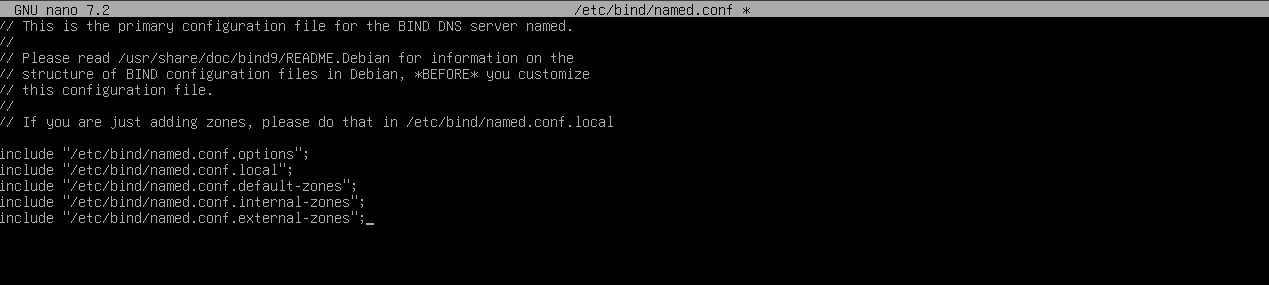 GNU nano 7.2 /etc/bind/named.conf *
// This is the primary configuration file for the BIND DNS server named.
//
// Please read /usr/share/doc/bind9/README.Debian for information on the
// structure of BIND configuration files in Debian, *BEFORE* you customize
// this configuration file.
//
// If you are just adding zones, please do that in /etc/bind/named.conf.local
include "/etc/bind/named.conf.options";
include "/etc/bind/named.conf.local";
include "/etc/bind/named.conf.default-zones";
include "/etc/bind/named.conf.internal-zones";
include "/etc/bind/named.conf.external-zones";